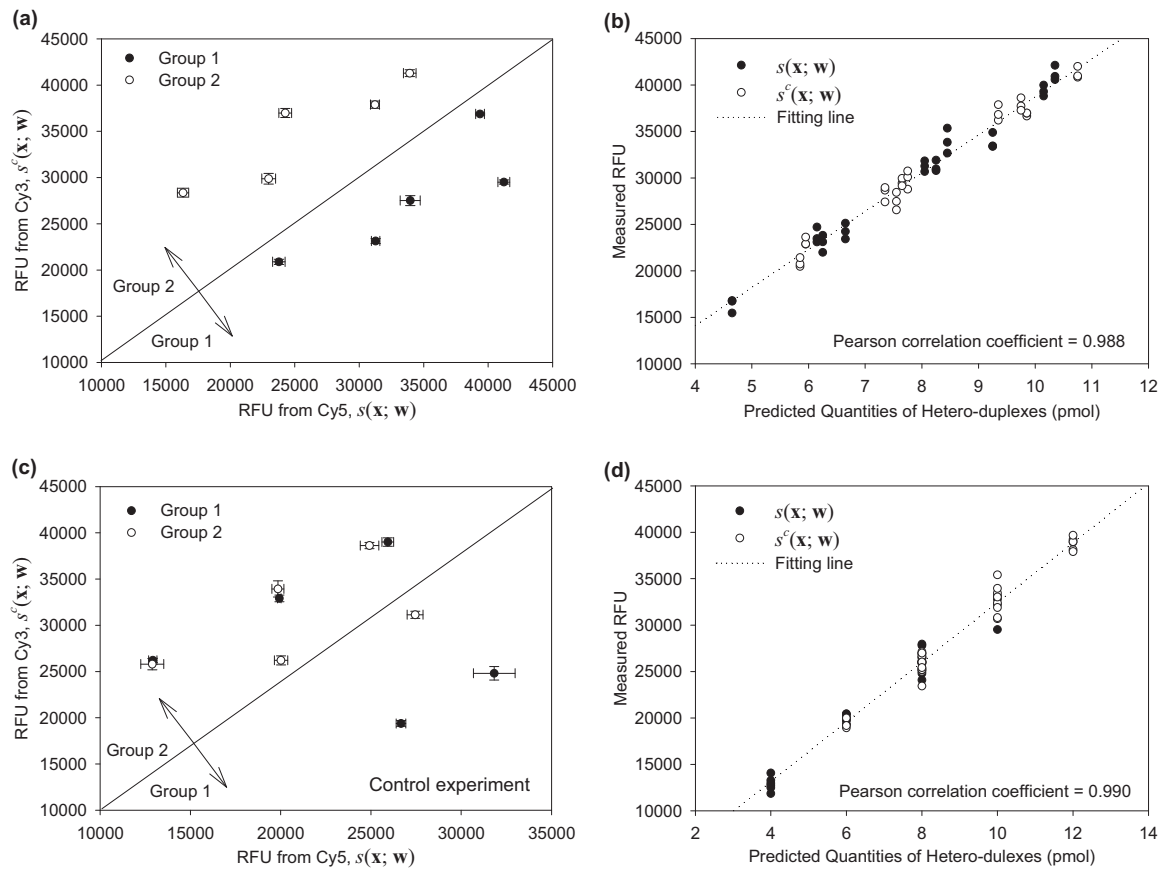 (a)
45000
40000
35000
30000
25000
20000
15000
10000
RFU from Cy3, s^c(x; w)
Group 1
Group 2
Group 2
Group 1
10000 15000 20000 25000 30000 35000 40000 45000
RFU from Cy5, s(x; w)
(b)
45000
40000
35000
30000
25000
20000
15000
10000
Measured RFU
s(x; w)
s^c(x; w)
Fitting line
Pearson correlation coefficient = 0.988
4 5 6 7 8 9 10 11 12
Predicted Quantities of Hetero-duplexes (pmol)
(c)
45000
40000
35000
30000
25000
20000
15000
10000
RFU from Cy3, s^c(x; w)
Group 1
Group 2
Group 2
Group 1
Control experiment
10000 15000 20000 25000 30000 35000
RFU from Cy5, s(x; w)
(d)
45000
40000
35000
30000
25000
20000
15000
10000
Measured RFU
s(x; w)
s^c(x; w)
Fitting line
Pearson correlation coefficient = 0.990
2 4 6 8 10 12 14
Predicted Quantities of Hetero-dulexes (pmol)